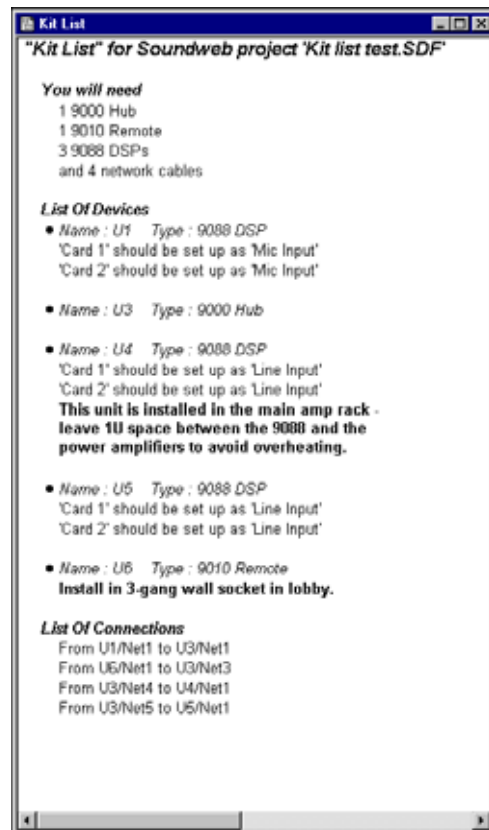 Kit List
"Kit List" for Soundweb project 'Kit list test.SDF'
You will need
1 9000 Hub
1 9010 Remote
3 9088 DSPs
and 4 network cables
List Of Devices
• Name : U1 Type : 9088 DSP
'Card 1' should be set up as 'Mic Input'
'Card 2' should be set up as 'Mic Input'
• Name : U3 Type : 9000 Hub
• Name : U4 Type : 9088 DSP
'Card 1' should be set up as 'Line Input'
'Card 2' should be set up as 'Line Input'
This unit is installed in the main amp rack -
leave 1U space between the 9088 and the
power amplifiers to avoid overheating.
• Name : U5 Type : 9088 DSP
'Card 1' should be set up as 'Line Input'
'Card 2' should be set up as 'Line Input'
• Name : U6 Type : 9010 Remote
Install in 3-gang wall socket in lobby.
List Of Connections
From U1/Net1 to U3/Net1
From U6/Net1 to U3/Net3
From U3/Net4 to U4/Net1
From U3/Net5 to U5/Net1